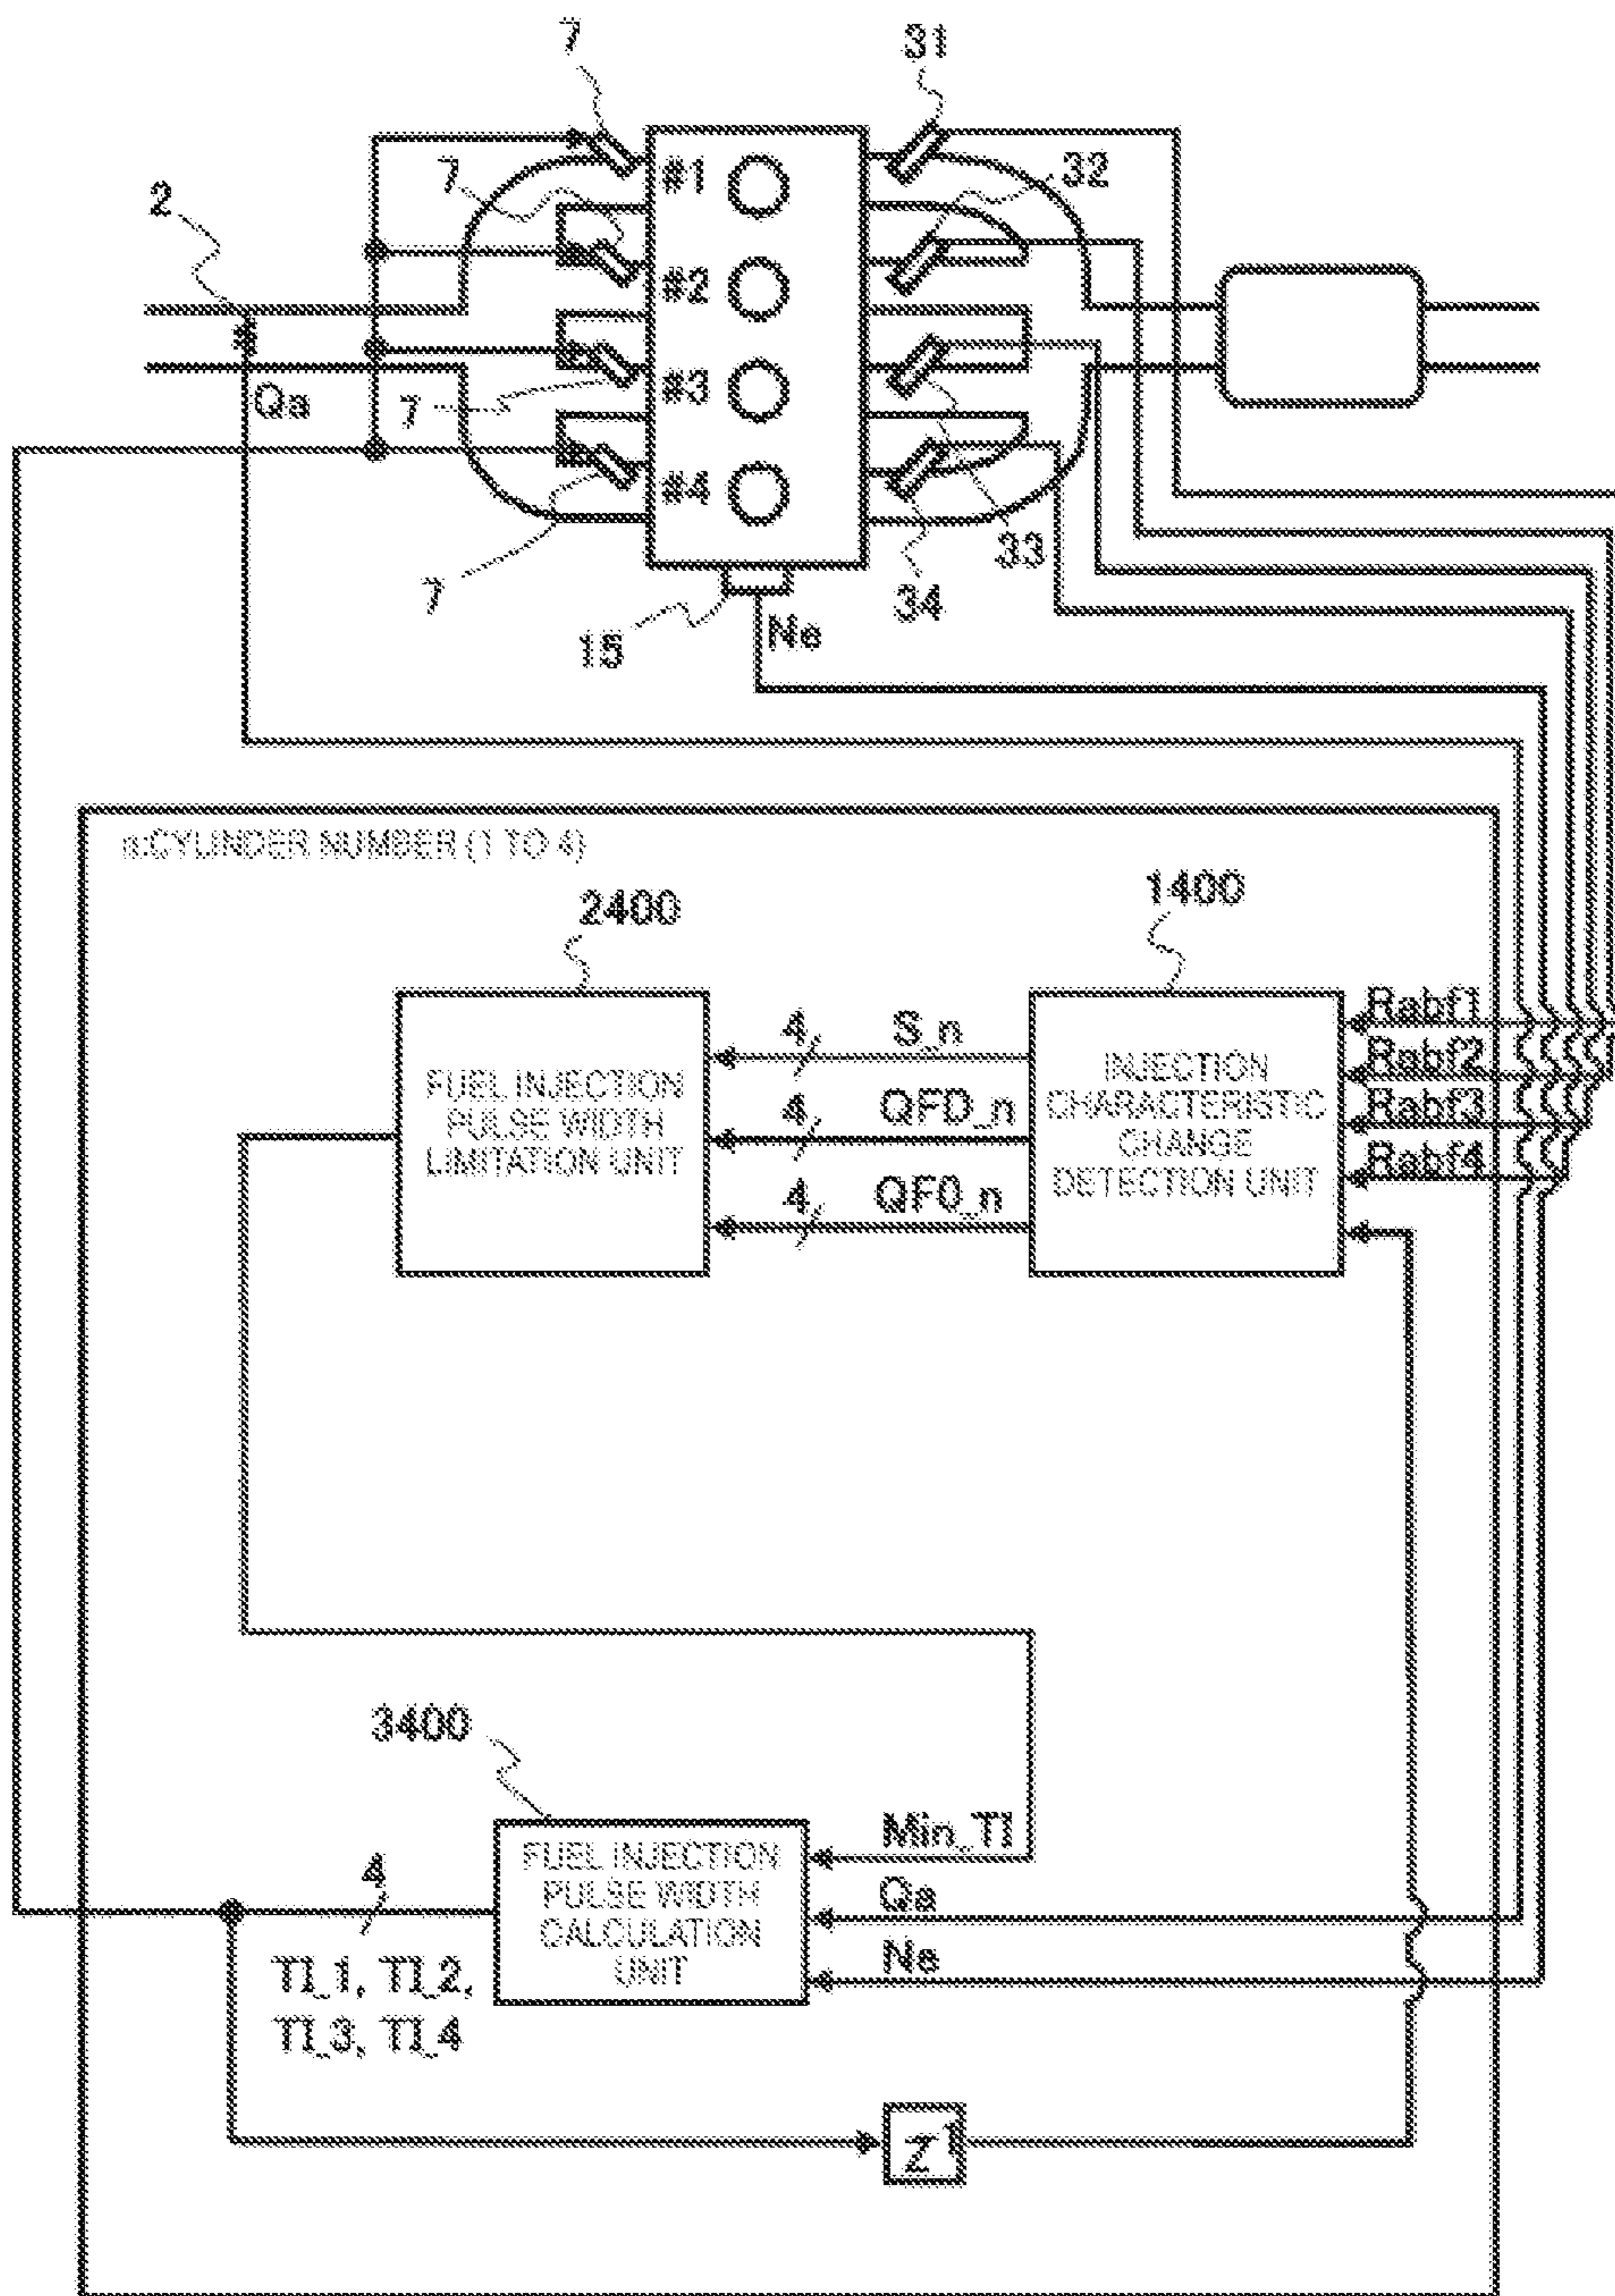 7
31
7
#1
32
2
#2
Qa
#3
7
#4
33
7
34
15
Ne
n:CYLINDER NUMBER (1 TO 4)
2400
1400
Rabf1
4
S_n
INJECTION
CHARACTERISTIC
CHANGE
DETECTION UNIT
Rabf2
FUEL INJECTION
PULSE WIDTH
LIMITATION UNIT
4
QFD_n
Rabf3
Rabf4
4
QF0_n
3400
Min_TI
FUEL INJECTION
PULSE WIDTH
CALCULATION
UNIT
4
Qa
Ne
TI_1, TI_2,
TI_3, TI_4
Z⁻¹